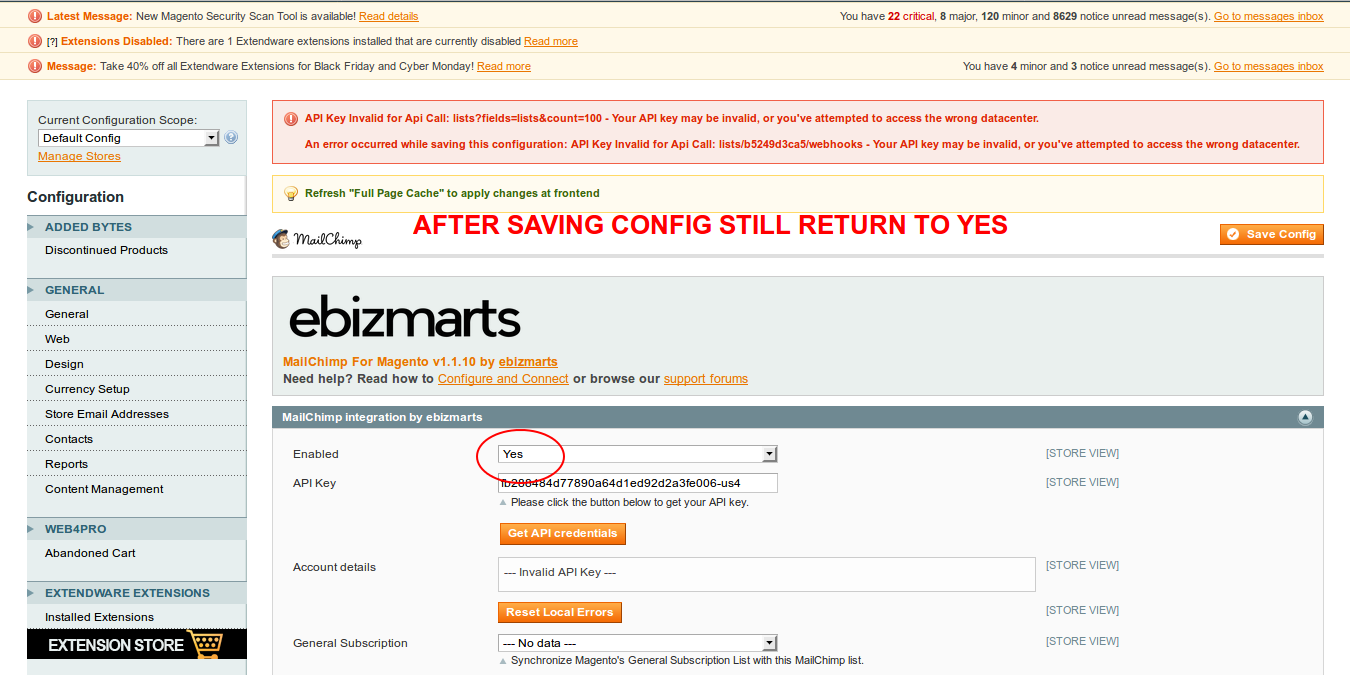 Latest Message: New Magento Security Scan Tool is available! Read details
You have 22 critical, 8 major, 120 minor and 8629 notice unread message(s). Go to messages inbox
[?] Extensions Disabled: There are 1 Extendware extensions installed that are currently disabled Read more
Message: Take 40% off all Extendware Extensions for Black Friday and Cyber Monday! Read more
You have 4 minor and 3 notice unread message(s). Go to messages inbox
Current Configuration Scope:
Default Config
Manage Stores
Configuration
ADDED BYTES
Discontinued Products
GENERAL
General
Web
Design
Currency Setup
Store Email Addresses
Contacts
Reports
Content Management
WEB4PRO
Abandoned Cart
EXTENDWARE EXTENSIONS
Installed Extensions
EXTENSION STORE
API Key Invalid for Api Call: lists?fields=lists&count=100 - Your API key may be invalid, or you've attempted to access the wrong datacenter.
An error occurred while saving this configuration: API Key Invalid for Api Call: lists/b5249d3ca5/webhooks - Your API key may be invalid, or you've attempted to access the wrong datacenter.
Refresh "Full Page Cache" to apply changes at frontend
AFTER SAVING CONFIG STILL RETURN TO YES
MailChimp
Save Config
ebizmarts
MailChimp For Magento v1.1.10 by ebizmarts
Need help? Read how to Configure and Connect or browse our support forums
MailChimp integration by ebizmarts
Enabled
Yes
[STORE VIEW]
API Key
[STORE VIEW]
Please click the button below to get your API key.
Get API credentials
Account details
--- Invalid API Key ---
[STORE VIEW]
Reset Local Errors
[STORE VIEW]
General Subscription
--- No data ---
[STORE VIEW]
Synchronize Magento's General Subscription List with this MailChimp list.